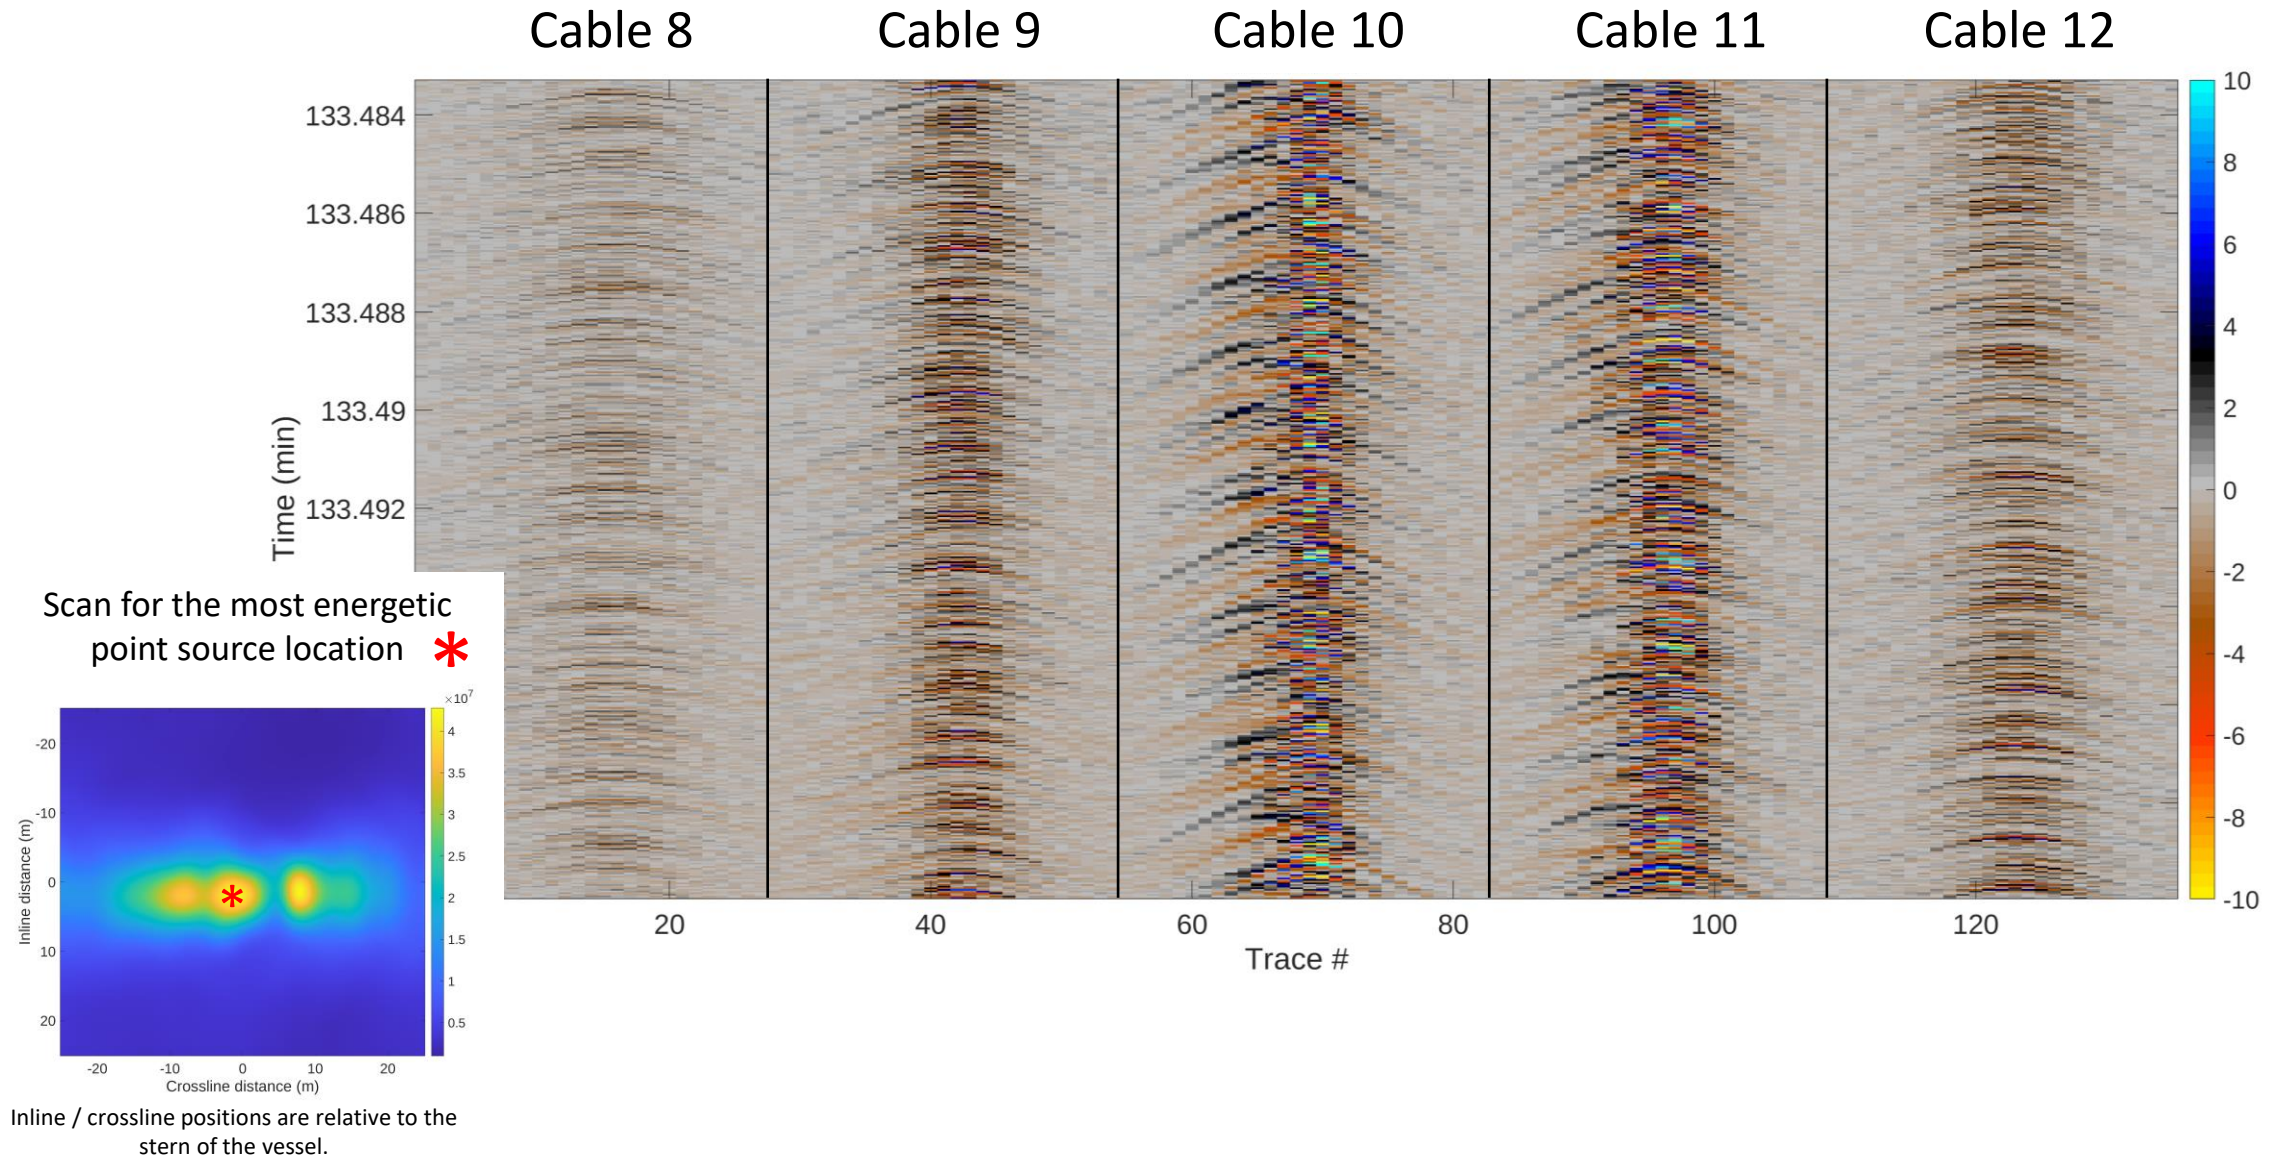 Cable 8 Cable 9 Cable 10 Cable 11 Cable 12
133.484
133.486
133.488
133.49
133.492
Time (min)
20 40 60 80 100 120
Trace #
10
8
6
4
2
0
-2
-4
-6
-8
-10
Scan for the most energetic
point source location *
×10⁷
4
3.5
3
2.5
2
1.5
1
0.5
-20
-10
0
10
20
Inline distance (m)
*
-20 -10 0 10 20
Crossline distance (m)
Inline / crossline positions are relative to the
stern of the vessel.